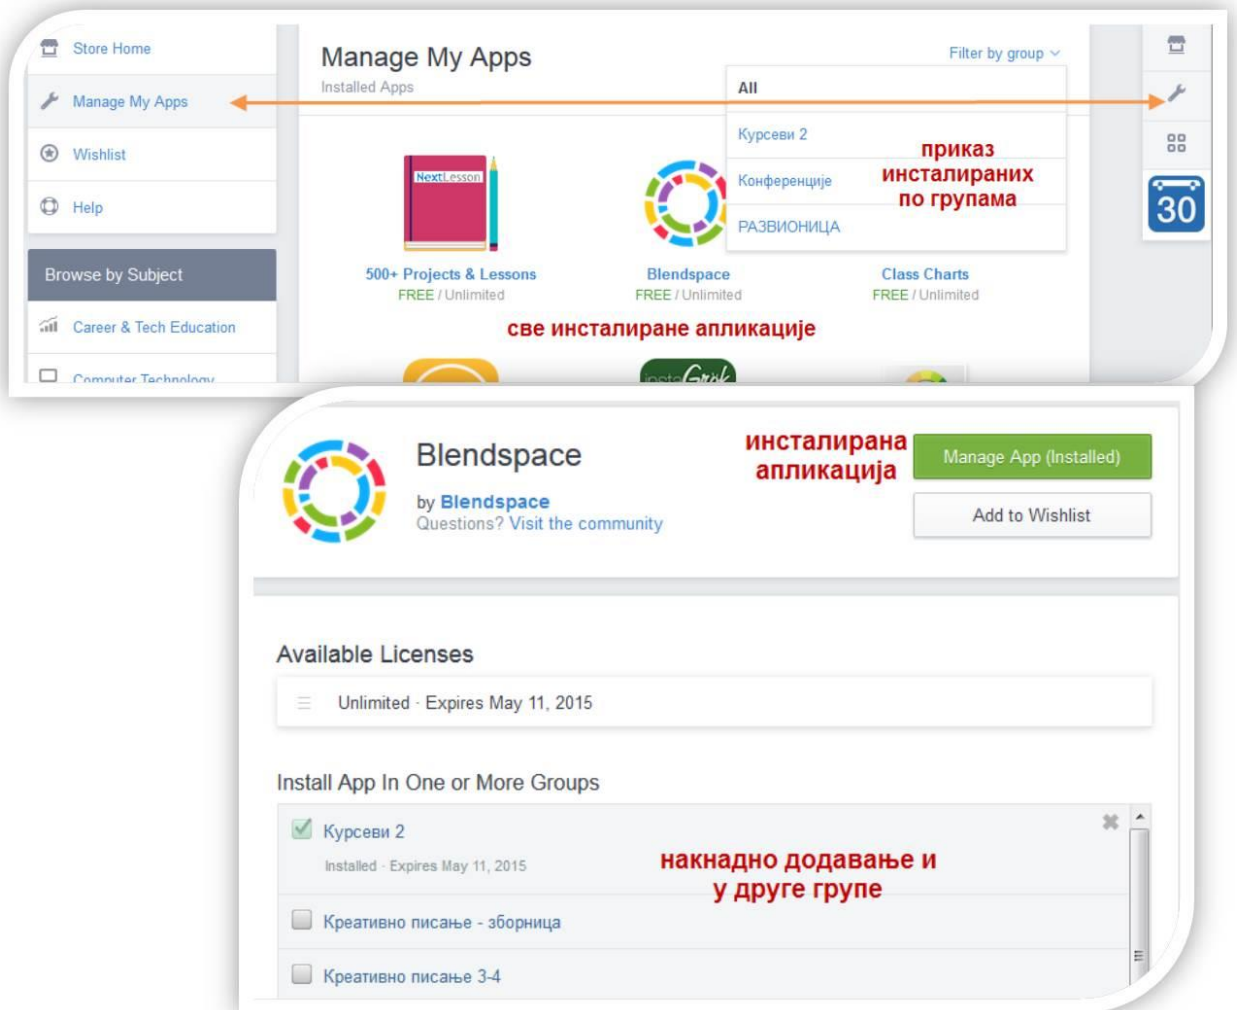 Store Home
Manage My Apps
Wishlist
Help
Browse by Subject
Career & Tech Education
Computer Technology
Manage My Apps
Installed Apps
Filter by group
All
Курсеви 2
Конференције
РАЗВИОНИЦА
приказ
инсталираних
по групама
30
NextLesson
500+ Projects & Lessons
FREE / Unlimited
Blendspace
FREE / Unlimited
Class Charts
FREE / Unlimited
све инсталиране апликације
instaGrok
Blendspace
by Blendspace
Questions? Visit the community
инсталирана
апликација
Manage App (Installed)
Add to Wishlist
Available Licenses
Unlimited · Expires May 11, 2015
Install App In One or More Groups
Курсеви 2
Installed · Expires May 11, 2015
накнадно додавање и
у друге групе
Креативно писање - зборница
Креативно писање 3-4